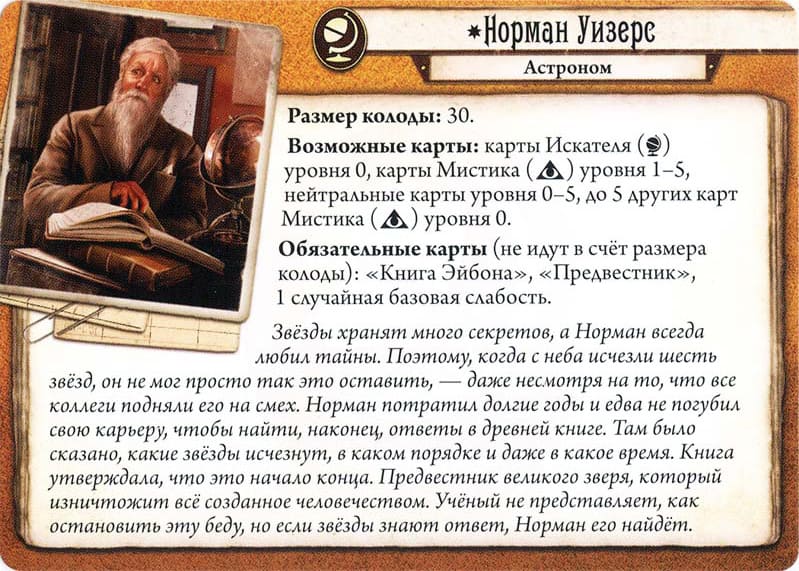 *Норман Уизерс
Астроном
Размер колоды: 30.
Возможные карты: карты Искателя ( )
уровня 0, карты Мистика ( ) уровня 1–5,
нейтральные карты уровня 0–5, до 5 других карт
Мистика ( ) уровня 0.
Обязательные карты (не идут в счёт размера
колоды): «Книга Эйбона», «Предвестник»,
1 случайная базовая слабость.
Звёзды хранят много секретов, а Норман всегда
любил тайны. Поэтому, когда с неба исчезли шесть
звёзд, он не мог просто так это оставить, — даже несмотря на то, что все
коллеги подняли его на смех. Норман потратил долгие годы и едва не погубил
свою карьеру, чтобы найти, наконец, ответы в древней книге. Там было
сказано, какие звёзды исчезнут, в каком порядке и даже в какое время. Книга
утверждала, что это начало конца. Предвестник великого зверя, который
изничтожит всё созданное человечеством. Учёный не представляет, как
остановить эту беду, но если звёзды знают ответ, Норман его найдёт.